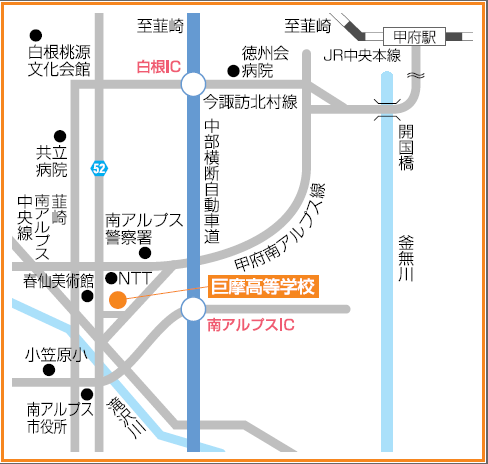 至韮崎
至韮崎
甲府駅
JR中央本線
白根桃源
文化会館
白根IC
徳州会
病院
今諏訪北村線
開国橋
共立
病院
52
中部横断自動車道
韮崎
南アルプス
中央線
南アルプス
警察署
甲府南アルプス線
釜無川
春仙美術館
NTT
巨摩高等学校
南アルプスIC
小笠原小
南アルプス
市役所
滝沢川